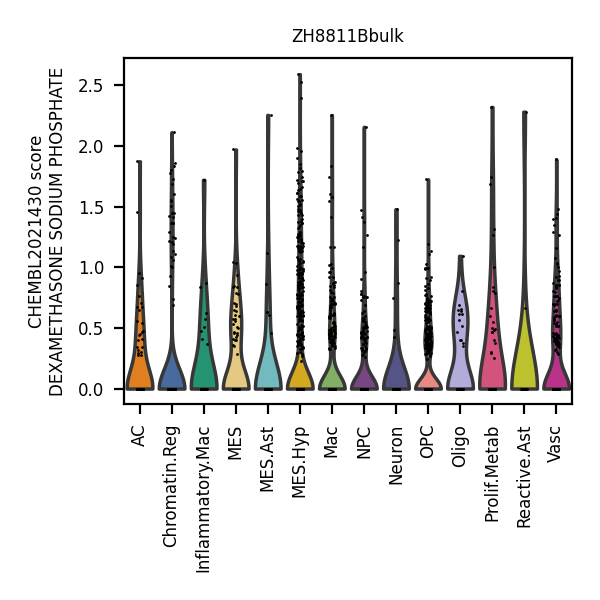 ZH8811Bbulk
CHEMBL2021430 score
DEXAMETHASONE SODIUM PHOSPHATE
2.5
2.0
1.5
1.0
0.5
0.0
AC
Chromatin.Reg
Inflammatory.Mac
MES
MES.Ast
MES.Hyp
Mac
NPC
Neuron
OPC
Oligo
Prolif.Metab
Reactive.Ast
Vasc